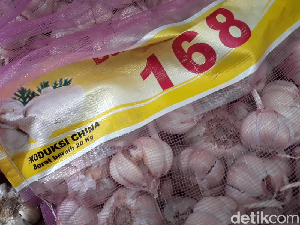 168
PRODUKSI CHINA
Berat bersih 20 Kg
detikcom